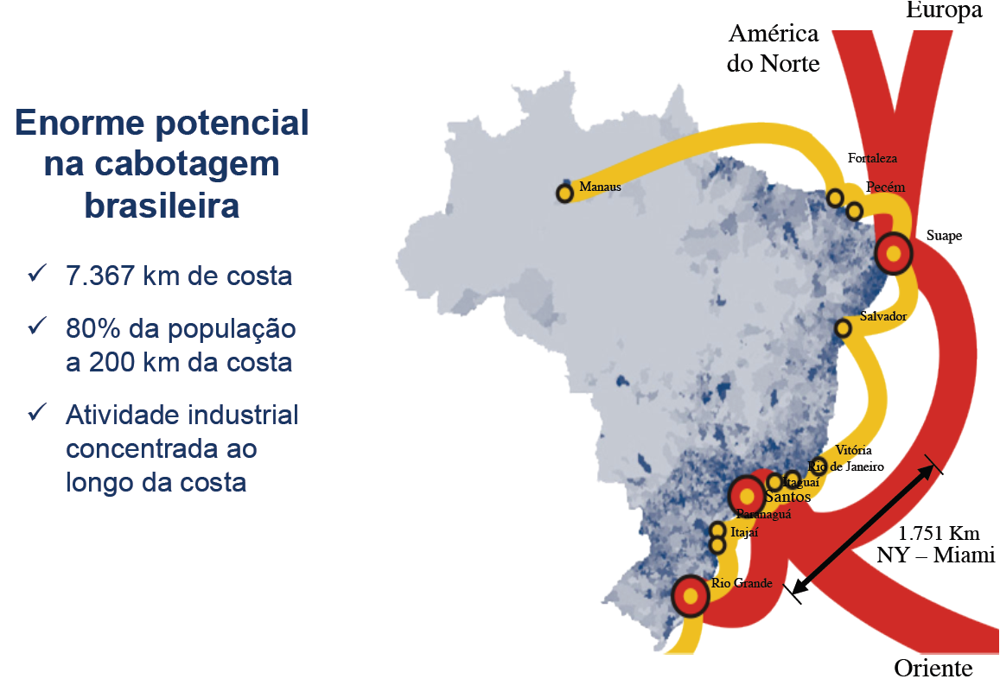 Enorme potencial
na cabotagem
brasileira
7.367 km de costa
80% da população
a 200 km da costa
Atividade industrial
concentrada ao
longo da costa
Europa
América
do Norte
Fortaleza
Manaus
Pecém
Suape
Salvador
Vitória
Rio de Janeiro
Itaguaí
Santos
Paranaguá
Itajaí
1.751 Km
NY – Miami
Rio Grande
Oriente